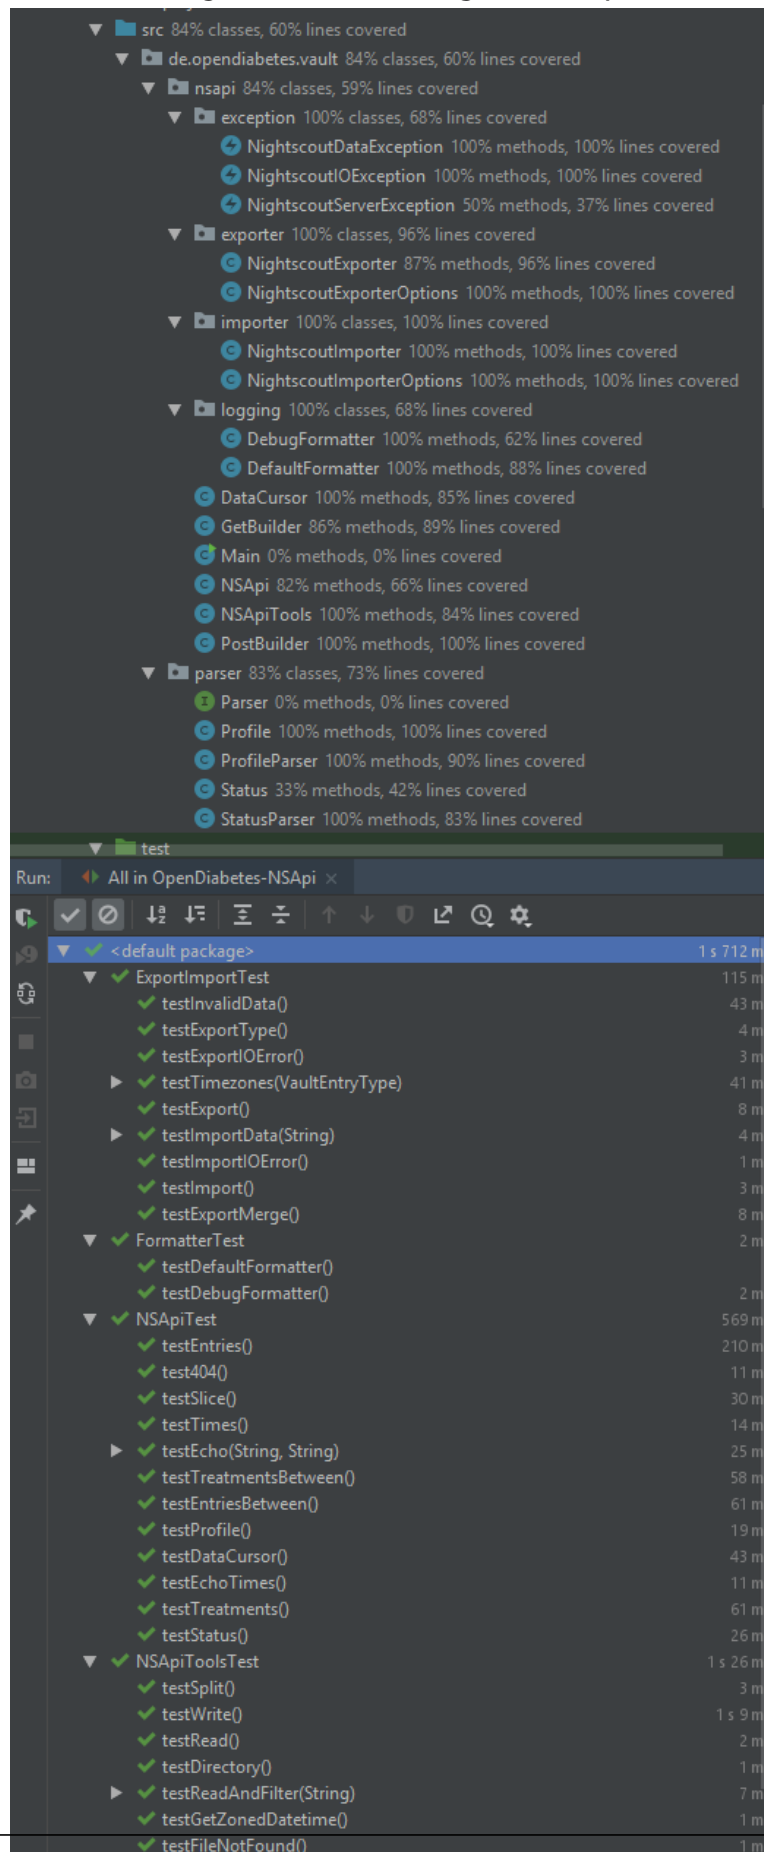 src 84% classes, 60% lines covered
de.opendiabetes.vault 84% classes, 60% lines covered
nsapi 84% classes, 59% lines covered
exception 100% classes, 68% lines covered
NightscoutDataException 100% methods, 100% lines covered
NightscoutIOException 100% methods, 100% lines covered
NightscoutServerException 50% methods, 37% lines covered
exporter 100% classes, 96% lines covered
NightscoutExporter 87% methods, 96% lines covered
NightscoutExporterOptions 100% methods, 100% lines covered
importer 100% classes, 100% lines covered
NightscoutImporter 100% methods, 100% lines covered
NightscoutImporterOptions 100% methods, 100% lines covered
logging 100% classes, 68% lines covered
DebugFormatter 100% methods, 62% lines covered
DefaultFormatter 100% methods, 88% lines covered
DataCursor 100% methods, 85% lines covered
GetBuilder 86% methods, 89% lines covered
Main 0% methods, 0% lines covered
NSApi 82% methods, 66% lines covered
NSApiTools 100% methods, 84% lines covered
PostBuilder 100% methods, 100% lines covered
parser 83% classes, 73% lines covered
Parser 0% methods, 0% lines covered
Profile 100% methods, 100% lines covered
ProfileParser 100% methods, 90% lines covered
Status 33% methods, 42% lines covered
StatusParser 100% methods, 83% lines covered
test
Run: All in OpenDiabetes-NSApi
<default package> 1 s 712 m
ExportImportTest 115 m
testInvalidData() 43 m
testExportType() 4 m
testExportIOError() 3 m
testTimezones(VaultEntryType) 41 m
testExport() 8 m
testImportData(String) 4 m
testImportIOError() 1 m
testImport() 3 m
testExportMerge() 8 m
FormatterTest 2 m
testDefaultFormatter()
testDebugFormatter() 2 m
NSApiTest 569 m
testEntries() 210 m
test404() 11 m
testSlice() 30 m
testTimes() 14 m
testEcho(String, String) 25 m
testTreatmentsBetween() 58 m
testEntriesBetween() 61 m
testProfile() 19 m
testDataCursor() 43 m
testEchoTimes() 11 m
testTreatments() 61 m
testStatus() 26 m
NSApiToolsTest 1 s 26 m
testSplit() 3 m
testWrite() 1 s 9 m
testRead() 2 m
testDirectory() 1 m
testReadAndFilter(String) 7 m
testGetZonedDatetime() 1 m
testFileNotFound() 1 m